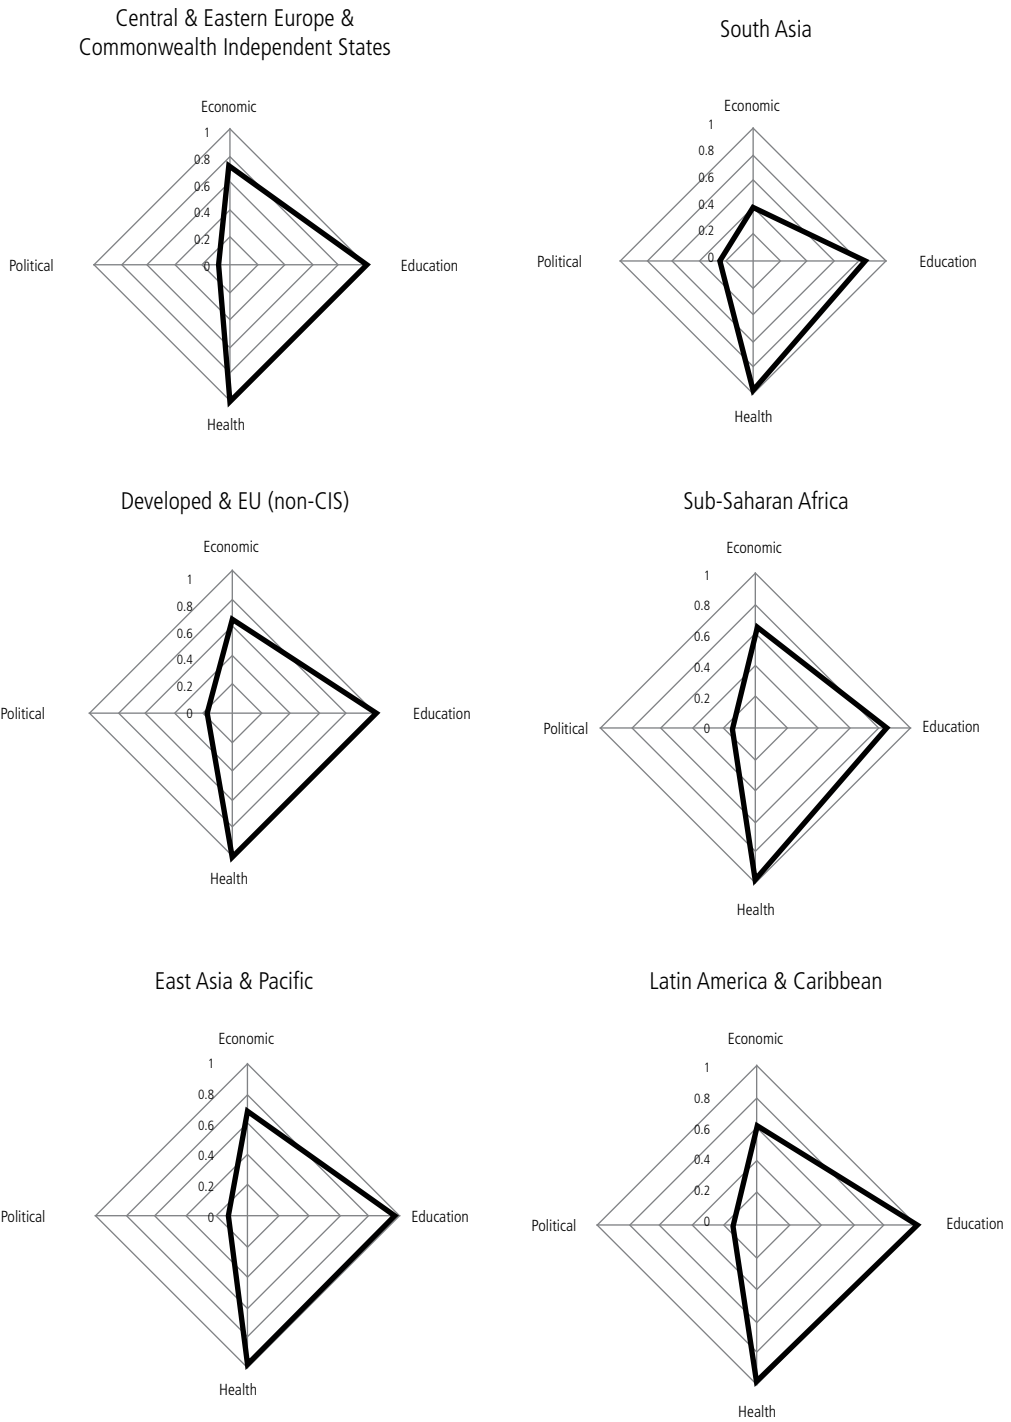 Central & Eastern Europe &
Commonwealth Independent States
Economic
1
0.8
0.6
0.4
0.2
0
Political
Education
Health
South Asia
Economic
1
0.8
0.6
0.4
0.2
0
Political
Education
Health
Developed & EU (non-CIS)
Economic
1
0.8
0.6
0.4
0.2
0
Political
Education
Health
Sub-Saharan Africa
Economic
1
0.8
0.6
0.4
0.2
0
Political
Education
Health
East Asia & Pacific
Economic
1
0.8
0.6
0.4
0.2
0
Political
Education
Health
Latin America & Caribbean
Economic
1
0.8
0.6
0.4
0.2
0
Political
Education
Health